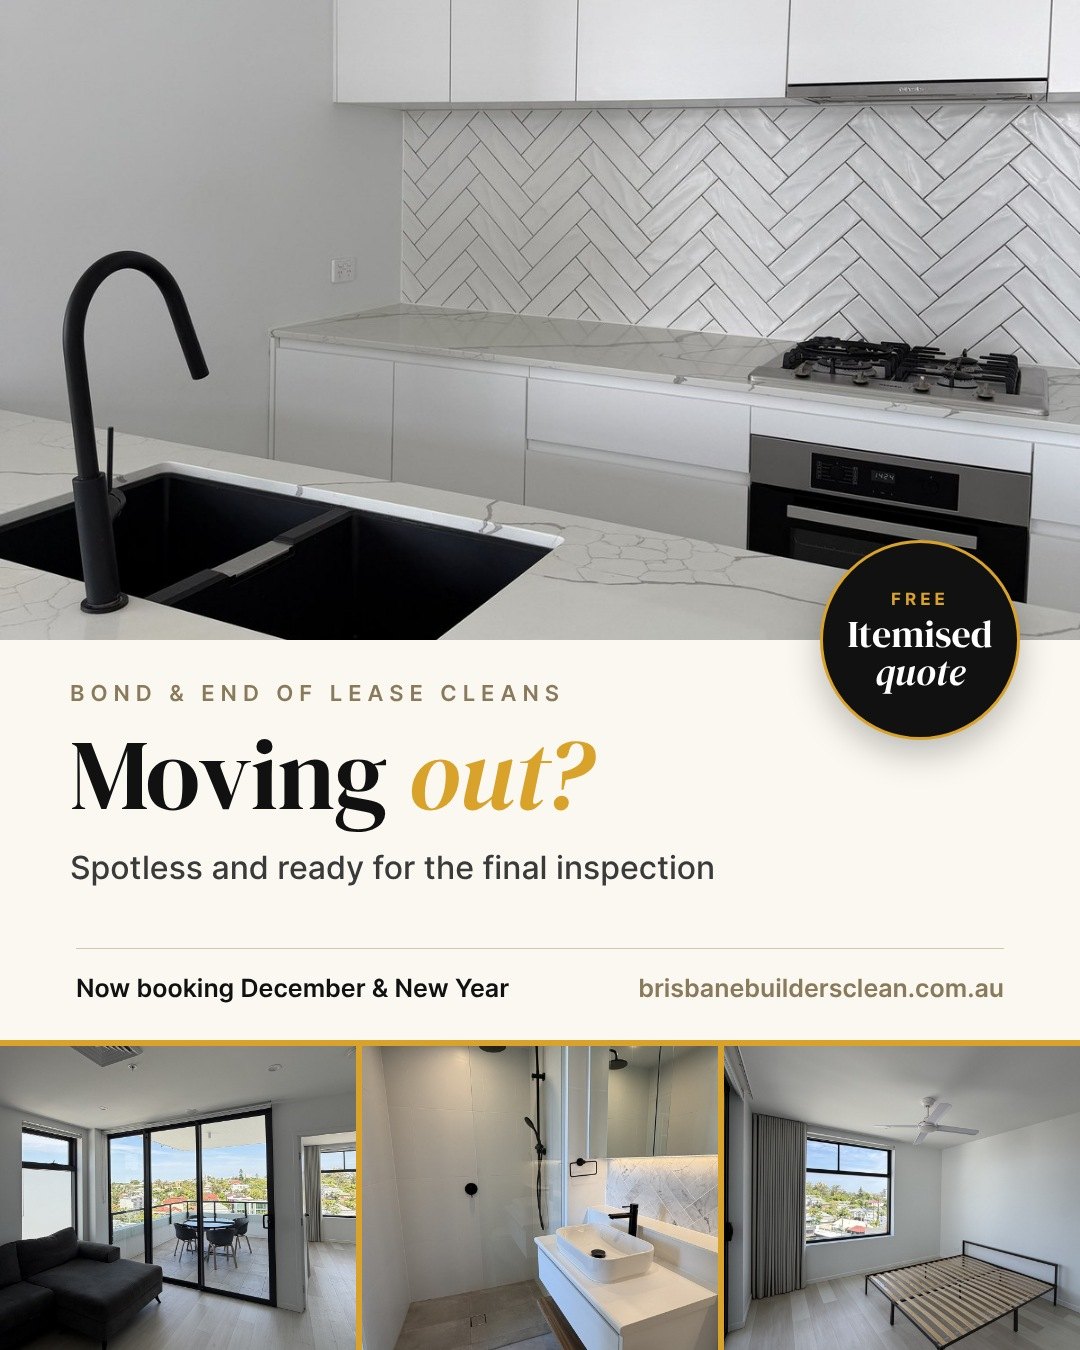 FREE
Itemised
quote
BOND & END OF LEASE CLEANS
Moving out?
Spotless and ready for the final inspection
Now booking December & New Year
brisbanebuildersclean.com.au